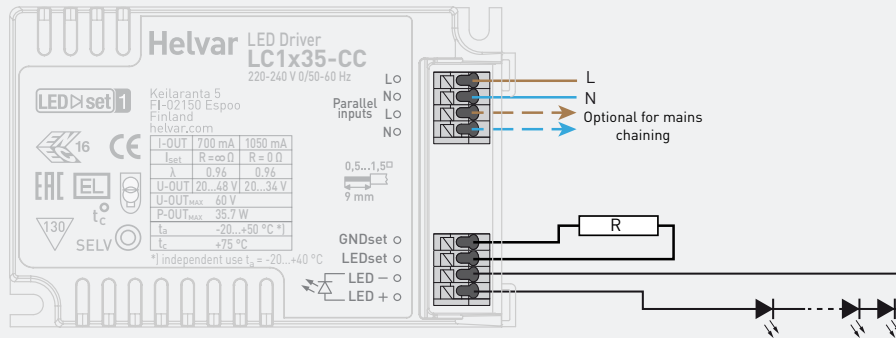 Helvar LED Driver
LC1x35-CC
220-240 V 0/50-60 Hz
LED set 1
Keilaranta 5
FI-02150 Espoo
Finland
helvar.com
16 CE
EAC EL
tc
130
SELV
I-OUT 700 mA 1050 mA
Iset R=∞ Ω R = 0 Ω
λ 0.96 0.96
U-OUT 20...48 V 20...34 V
U-OUTMAX 60 V
P-OUTMAX 35.7 W
ta -20...+50 °C *)
tc +75 °C
*) independent use ta = -20...+40 °C
Parallel
inputs
L
N
L
N
0,5...1,5
9 mm
GNDset
LEDset
LED −
LED +
L
N
Optional for mains
chaining
R